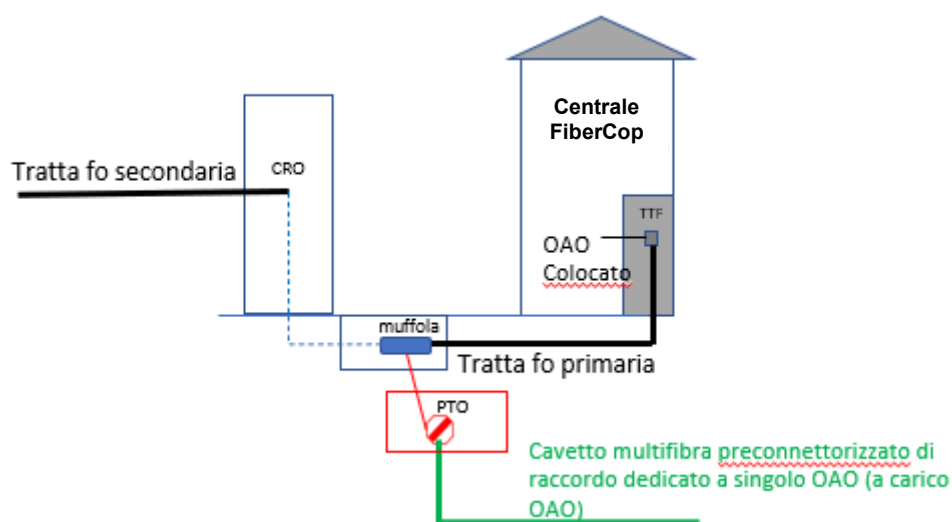 Centrale
FiberCop
CRO
Tratta fo secondaria
TTF
OAO
Colocato
muffola
Tratta fo primaria
PTO
Cavetto multifibra preconnettorizzato di
raccordo dedicato a singolo OAO (a carico
OAO)